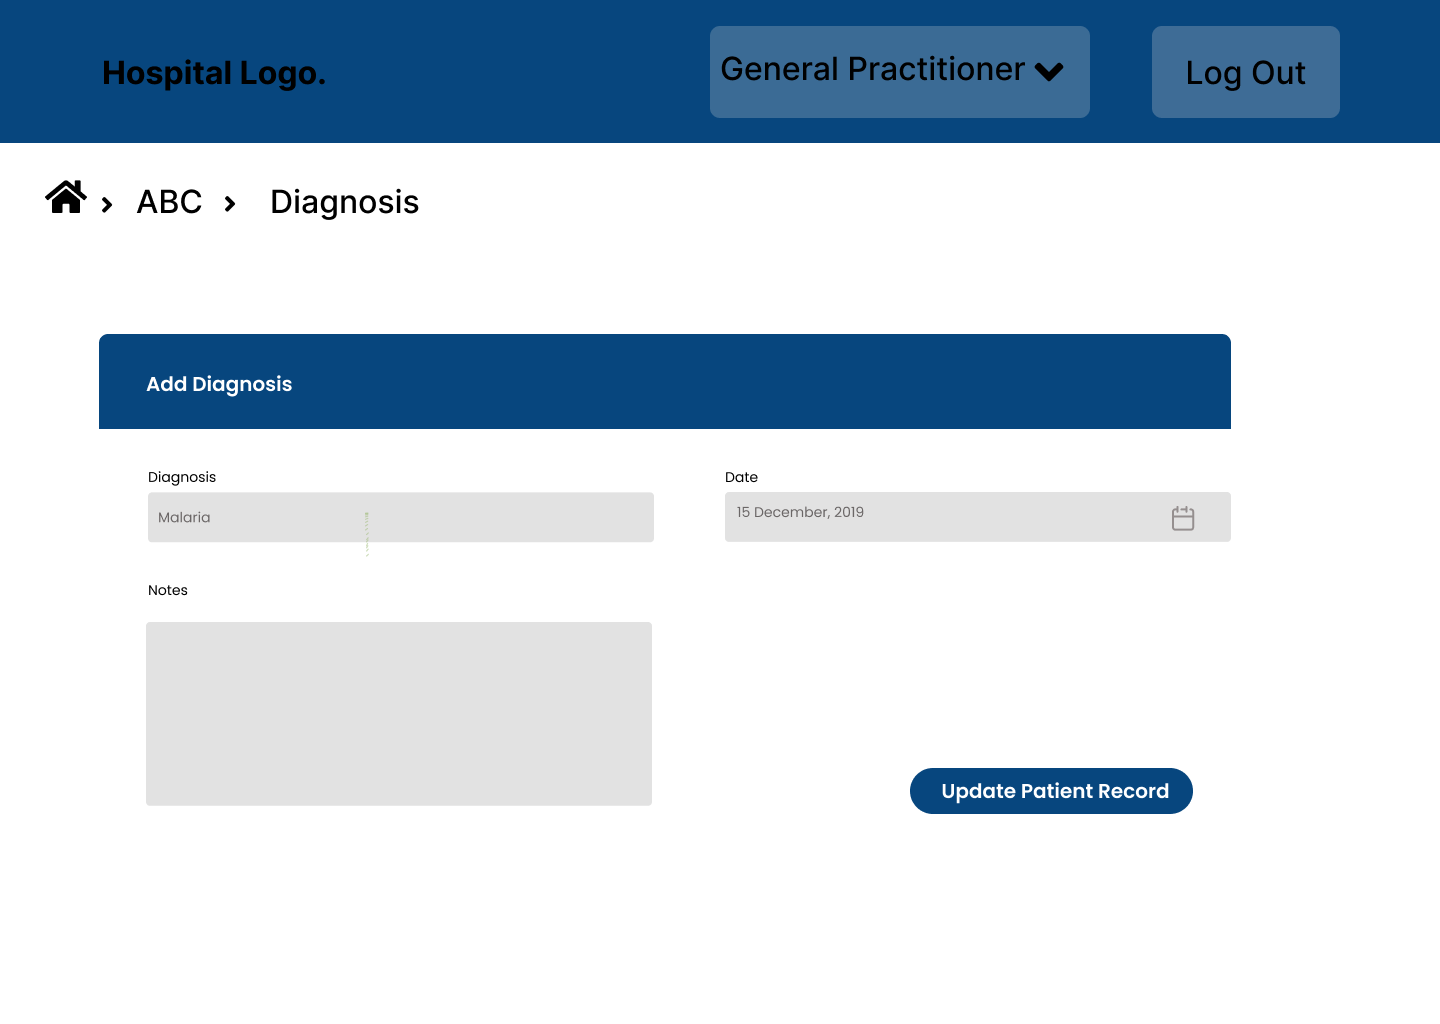 Hospital Logo.
General Practitioner
Log Out
ABC
Diagnosis
Add Diagnosis
Diagnosis
Date
Malaria
15 December, 2019
Notes
Update Patient Record